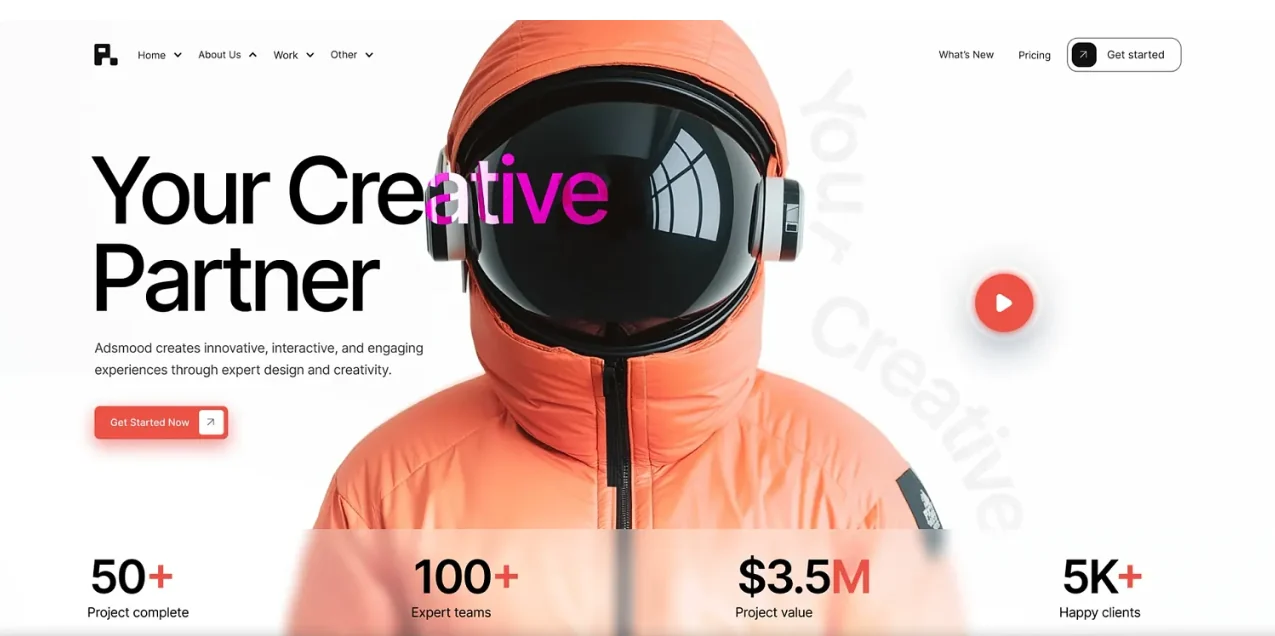 P.
Home
About Us
Work
Other
What's New
Pricing
Get started
Your Creative
Partner
Adsmood creates innovative, interactive, and engaging
experiences through expert design and creativity.
Get Started Now
Your Creative
50+
Project complete
100+
Expert teams
$3.5M
Project value
5K+
Happy clients